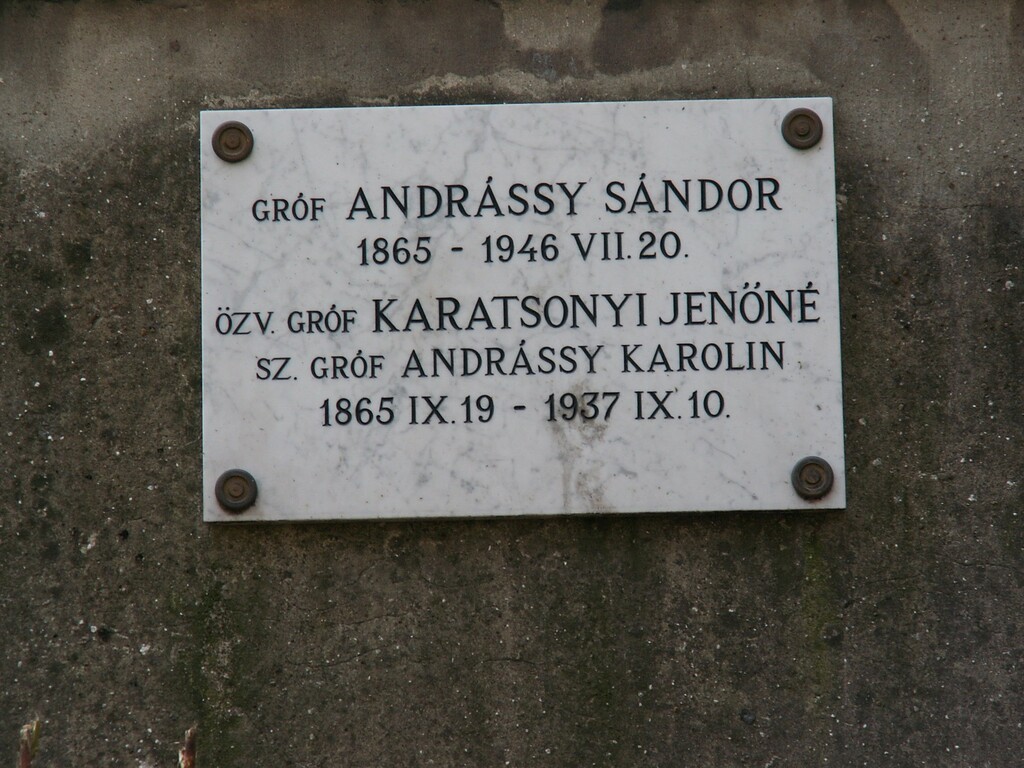 GRÓF ANDRÁSSY SÁNDOR
1865 - 1946 VII. 20.
ÖZV. GRÓF KARATSONYI JENŐNÉ
SZ. GRÓF ANDRÁSSY KAROLIN
1865 IX. 19 - 1937 IX. 10.